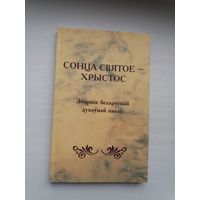 СОНЦА СВЯТОЕ –
ХРЫСТОС
Зборнік беларускай
духоўнай паэзіі